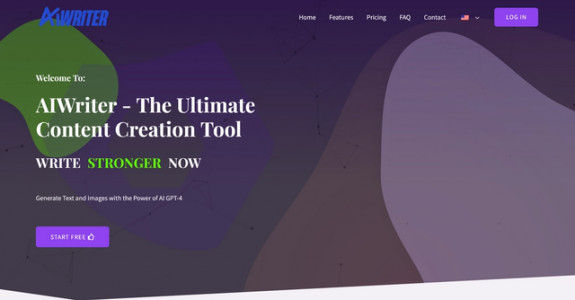 AIWRITER
Home Features Pricing FAQ Contact LOG IN
Welcome To:
AIWriter - The Ultimate
Content Creation Tool
WRITE STRONGER NOW
Generate Text and Images with the Power of AI GPT-4
START FREE